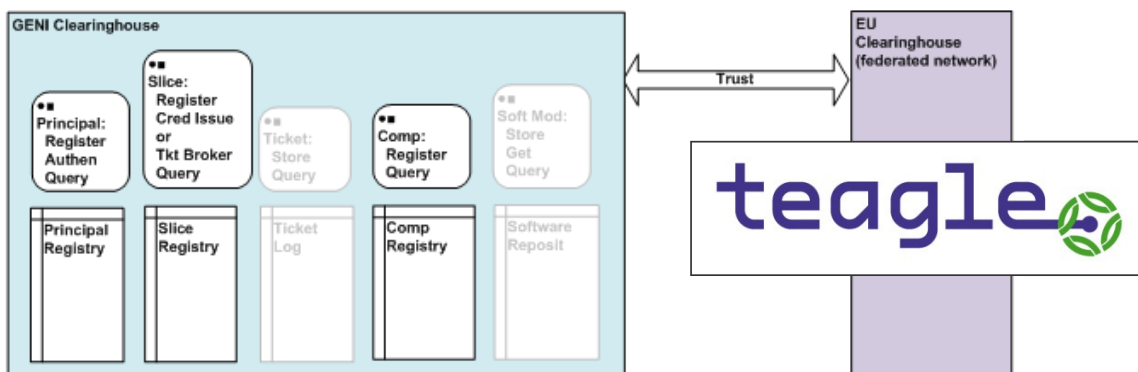 GENI Clearinghouse
Principal:
Register
Authen
Query
Slice:
Register
Cred Issue
or
Tkt Broker
Query
Ticket:
Store
Query
Comp:
Register
Query
Soft Mod:
Store
Get
Query
Principal
Registry
Slice
Registry
Ticket
Log
Comp
Registry
Software
Reposit
Trust
EU
Clearinghouse
(federated network)
teagle